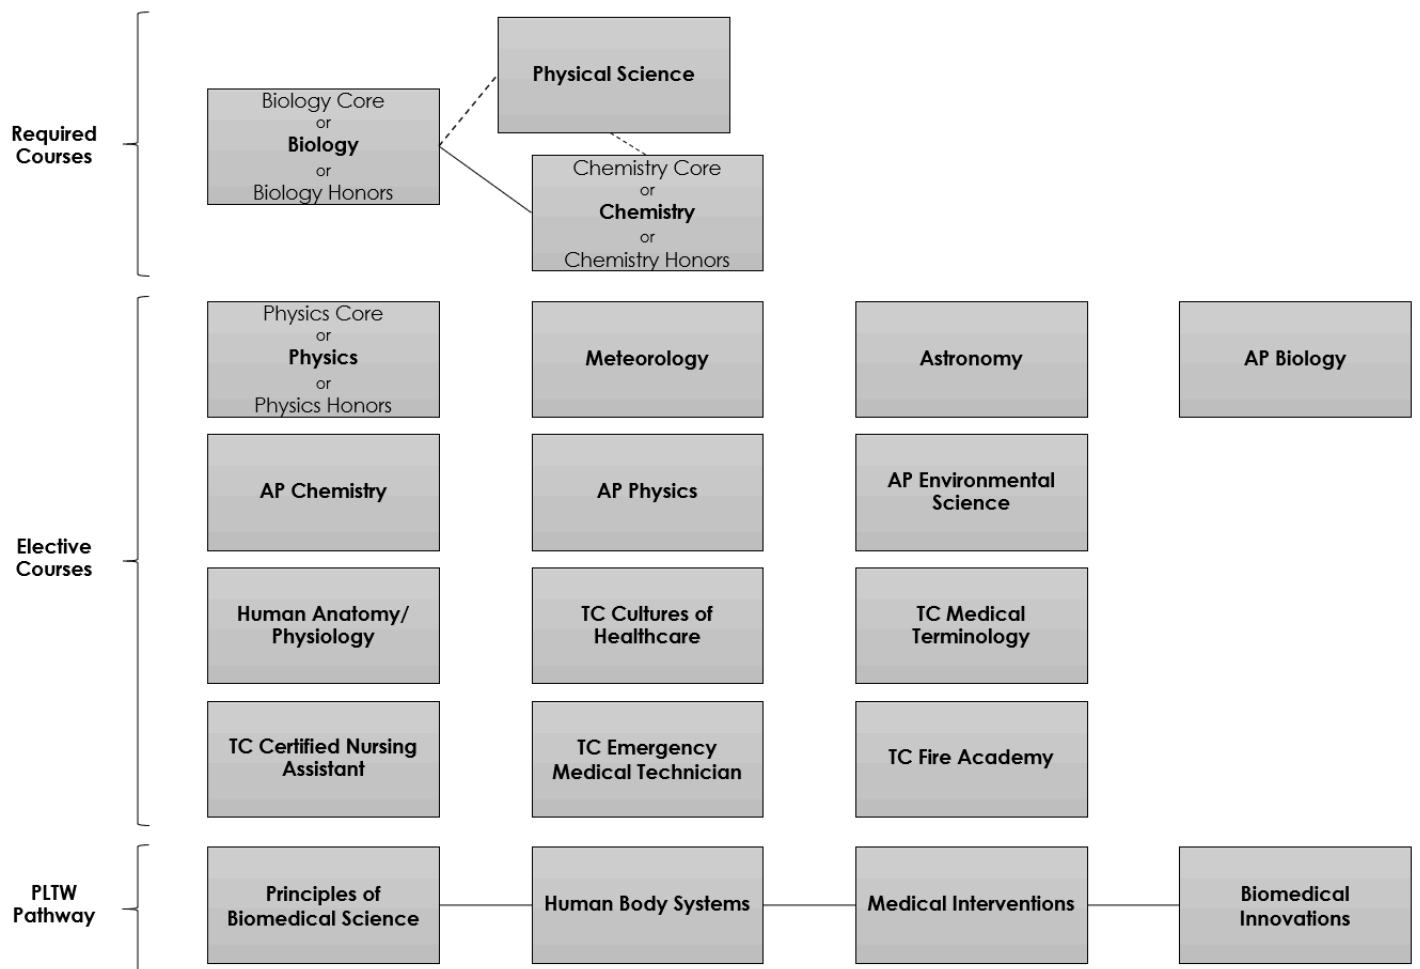 Physical Science
Required
Courses
Biology Core
or
Biology
or
Biology Honors
Chemistry Core
or
Chemistry
or
Chemistry Honors
Elective
Courses
Physics Core
or
Physics
or
Physics Honors
Meteorology
Astronomy
AP Biology
AP Chemistry
AP Physics
AP Environmental
Science
Human Anatomy/
Physiology
TC Cultures of
Healthcare
TC Medical
Terminology
TC Certified Nursing
Assistant
TC Emergency
Medical Technician
TC Fire Academy
PLTW
Pathway
Principles of
Biomedical Science
Human Body Systems
Medical Interventions
Biomedical
Innovations